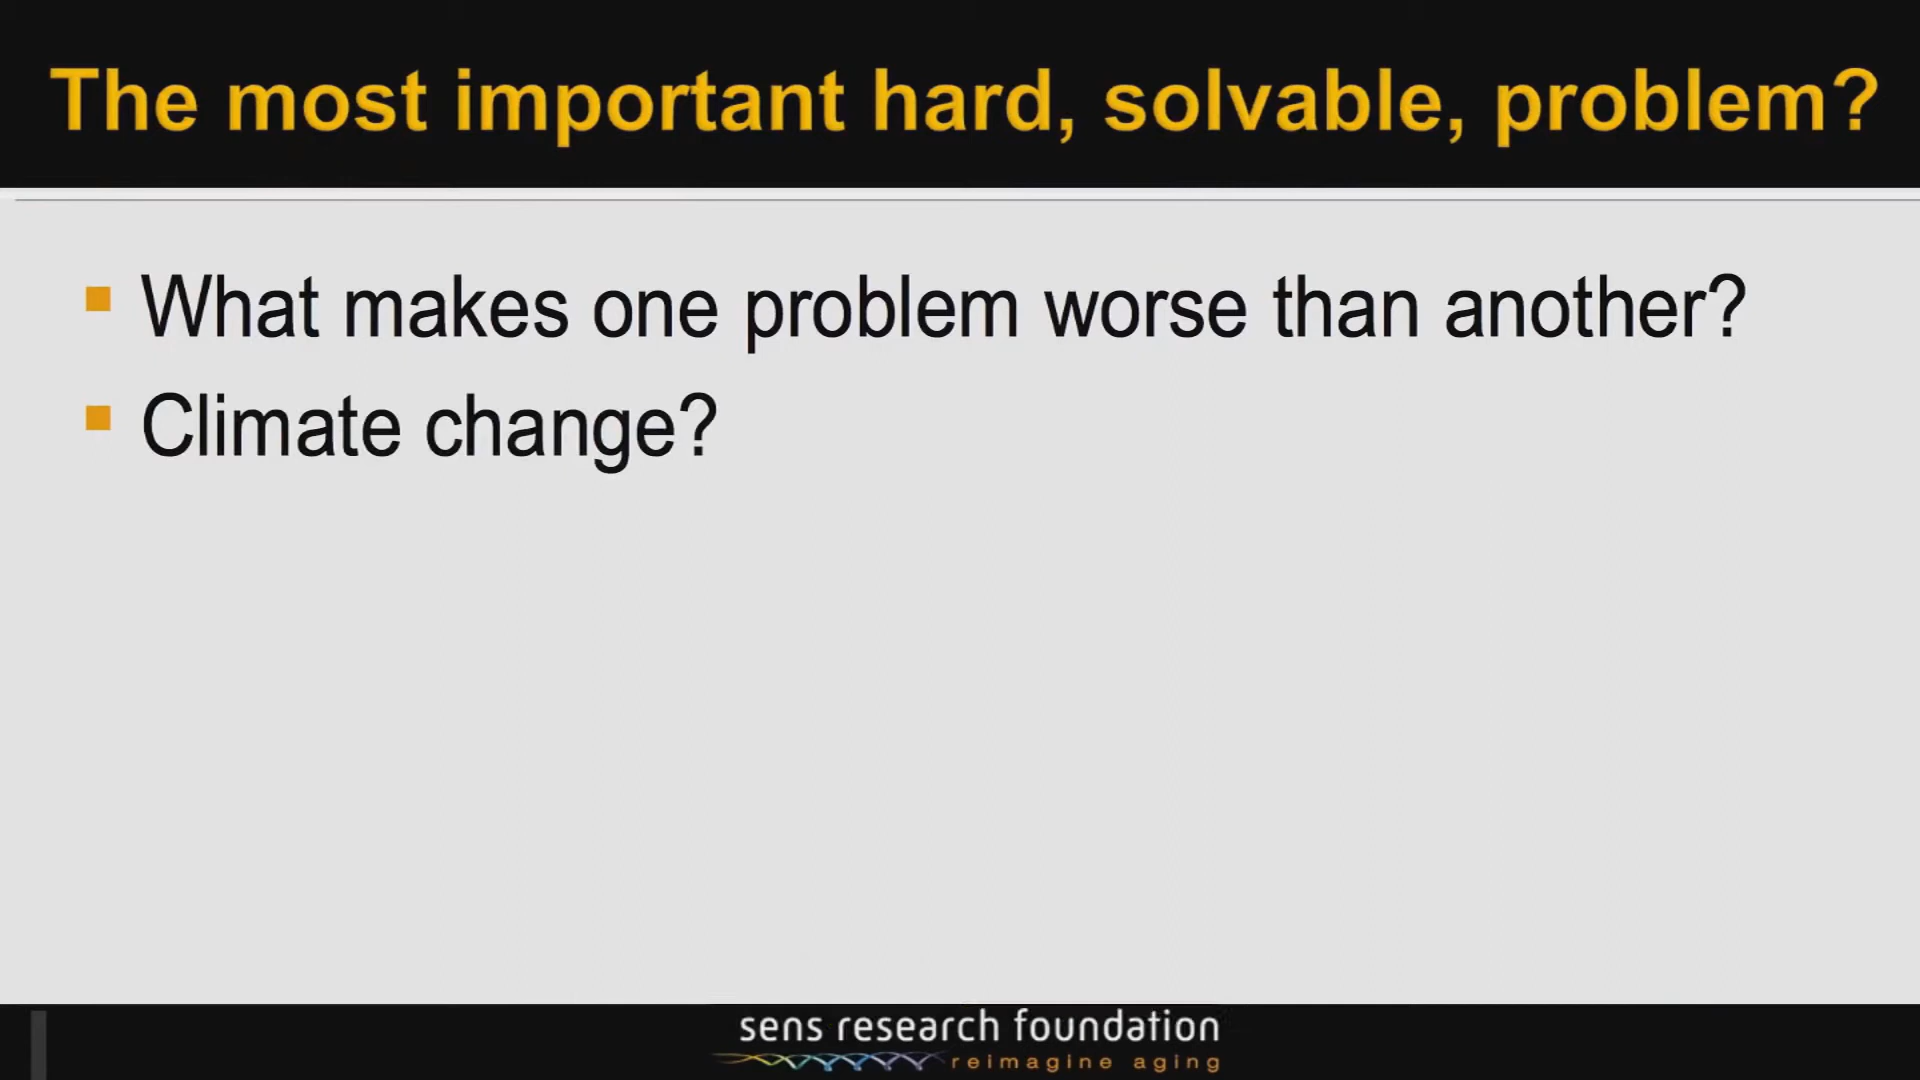 The most important hard, solvable, problem?
What makes one problem worse than another?
Climate change?
sens research foundation
reimagine aging